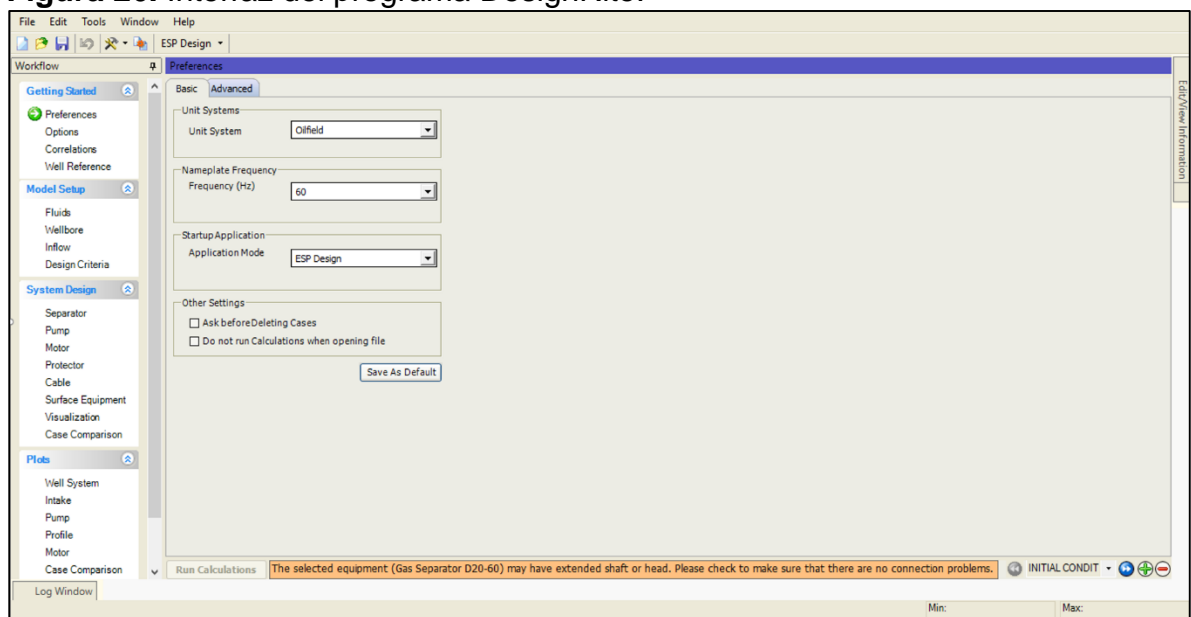 File Edit Tools Window Help
ESP Design
Workflow
Preferences
Getting Started
Preferences
Options
Correlations
Well Reference
Model Setup
Fluids
Wellbore
Inflow
Design Criteria
System Design
Separator
Pump
Motor
Protector
Cable
Surface Equipment
Visualization
Case Comparison
Plots
Well System
Intake
Pump
Profile
Motor
Case Comparison
Basic Advanced
Unit Systems
Unit System Oilfield
Nameplate Frequency
Frequency (Hz) 60
Startup Application
Application Mode ESP Design
Other Settings
Ask before Deleting Cases
Do not run Calculations when opening file
Save As Default
Edit/View Information
Run Calculations The selected equipment (Gas Separator D20-60) may have extended shaft or head. Please check to make sure that there are no connection problems. INITIAL CONDIT
Log Window
Min: Max: